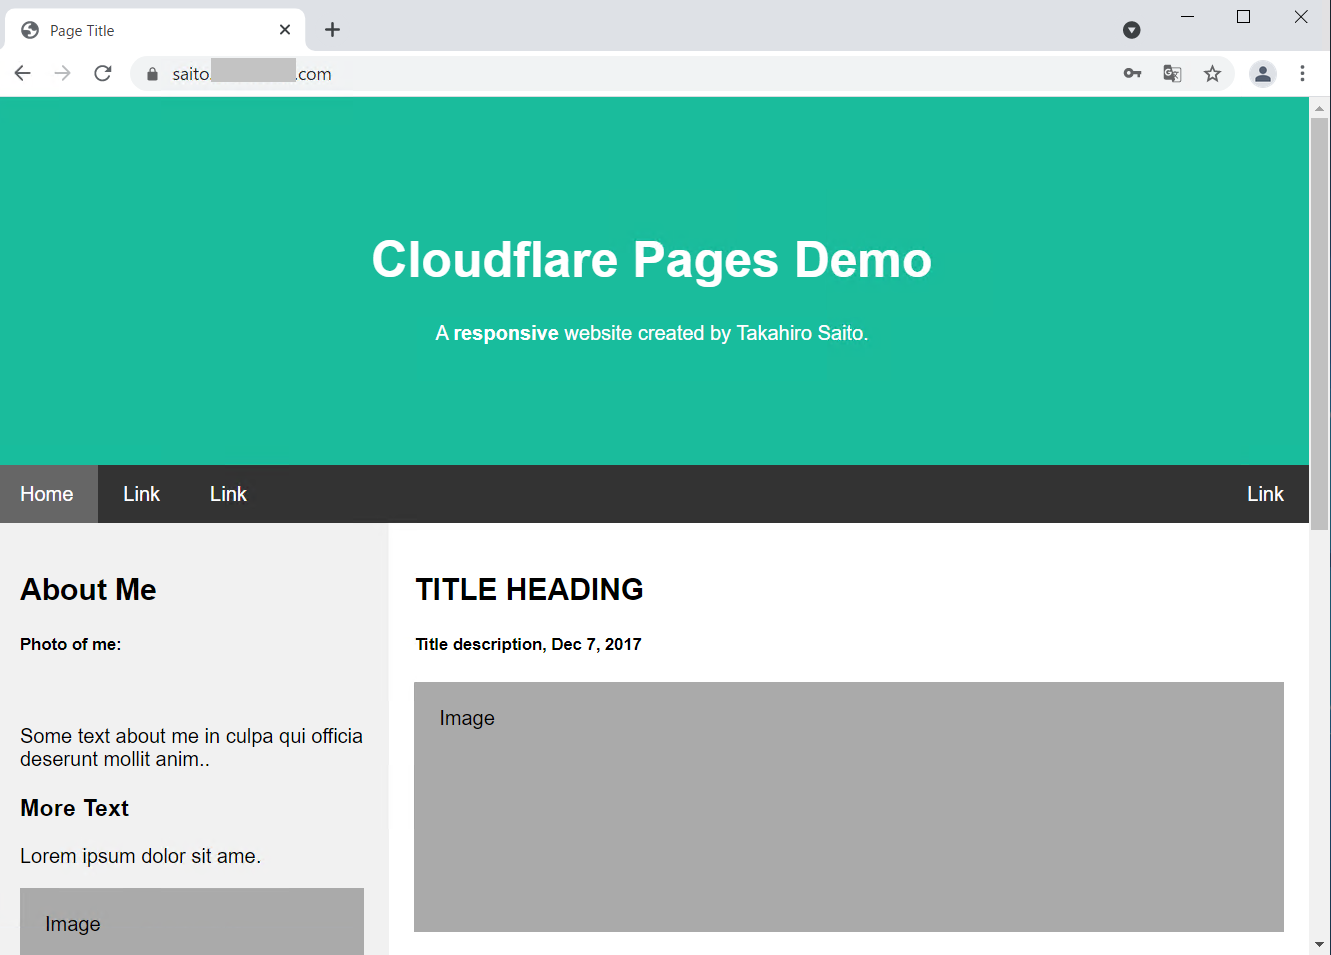 Page Title
saito. .com
Cloudflare Pages Demo
A responsive website created by Takahiro Saito.
Home Link Link Link
About Me
Photo of me:
Some text about me in culpa qui officia
deserunt mollit anim..
More Text
Lorem ipsum dolor sit ame.
Image
TITLE HEADING
Title description, Dec 7, 2017
Image